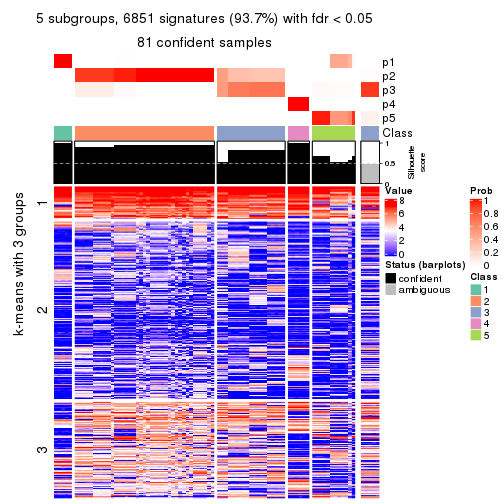 5 subgroups, 6851 signatures (93.7%) with fdr < 0.05
81 confident samples
p1
p2
p3
p4
p5
Class
1
0.5
0
Silhouette
score
k-means with 3 groups
1
2
3
Value
8
6
4
2
0
Status (barplots)
confident
ambiguous
Prob
1
0.8
0.6
0.4
0.2
0
Class
1
2
3
4
5